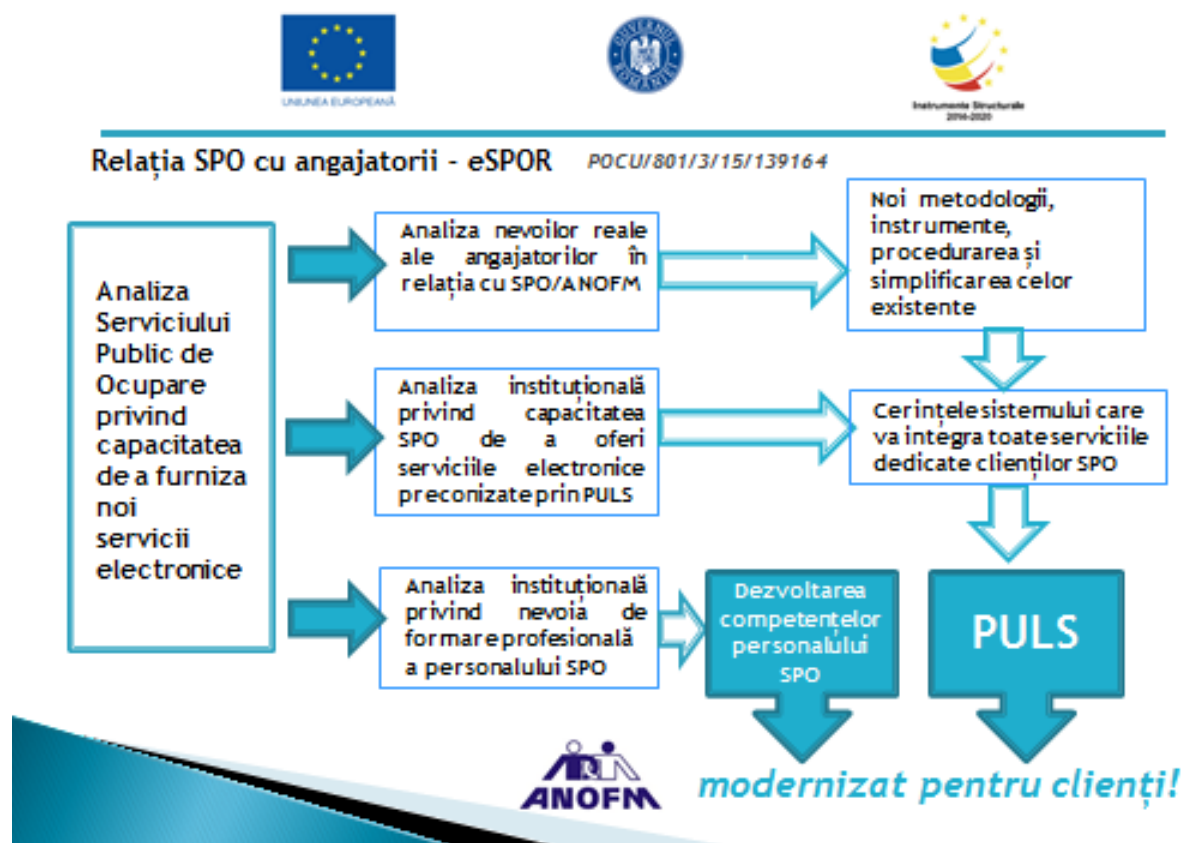 UNIUNEA EUROPEANĂ
GUVERNUL ROMÂNIEI
Instrumente Structurale
2014-2020
Relația SPO cu angajatorii - eSPOR
POCU/801/3/15/139164
Analiza
Serviciului
Public de
Ocupare
privind
capacitatea
de a furniza
noi
servicii
electronice
Analiza nevoilor reale
ale angajatorilor în
relația cu SPO/ANOFM
Noi metodologii,
instrumente,
procedurarea și
simplificarea celor
existente
Analiza instituțională
privind capacitatea
SPO de a oferi
serviciile electronice
preconizate prin PULS
Cerințele sistemului care
va integra toate serviciile
dedicate clienților SPO
Analiza instituțională
privind nevoia de
formare profesională
a personalului SPO
Dezvoltarea
competențelor
personalului
SPO
PULS
ANOFM
modernizat pentru clienți!